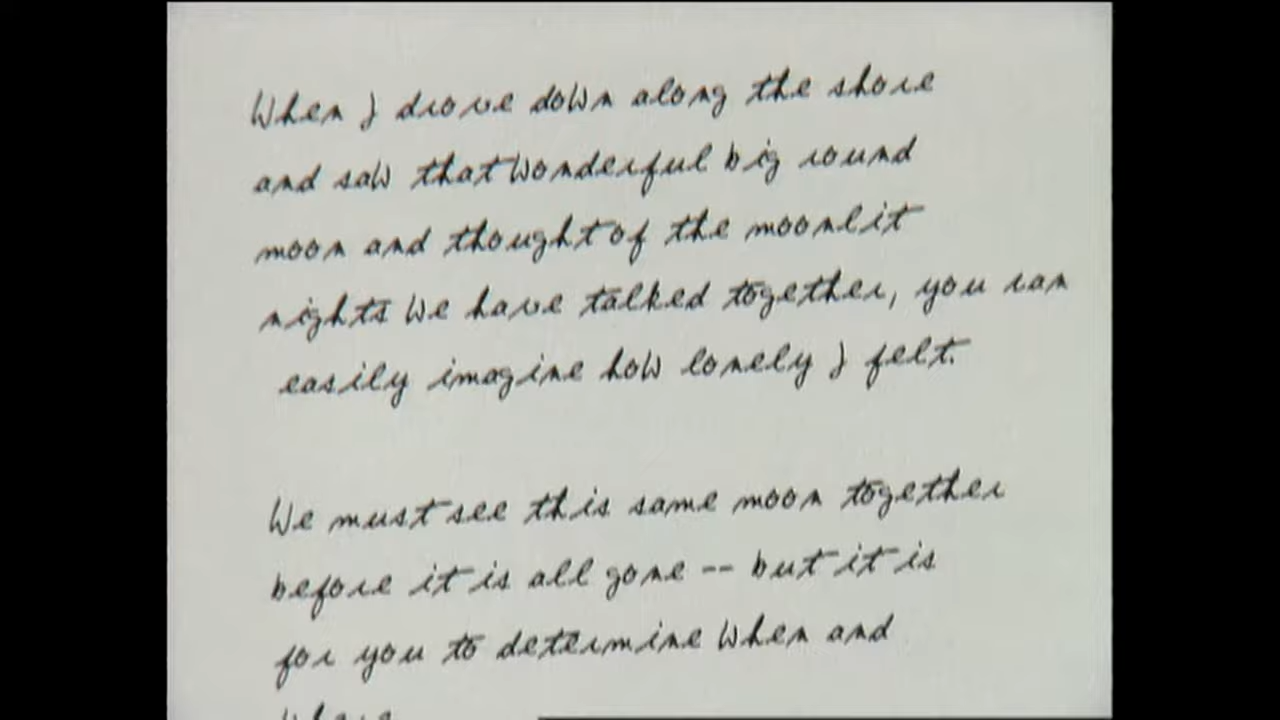 When I drove down along the shore
and saw that wonderful big round
moon and thought of the moonlit
nights we have talked together, you can
easily imagine how lonely I felt.
We must see this same moon together
before it is all gone -- but it is
for you to determine when and